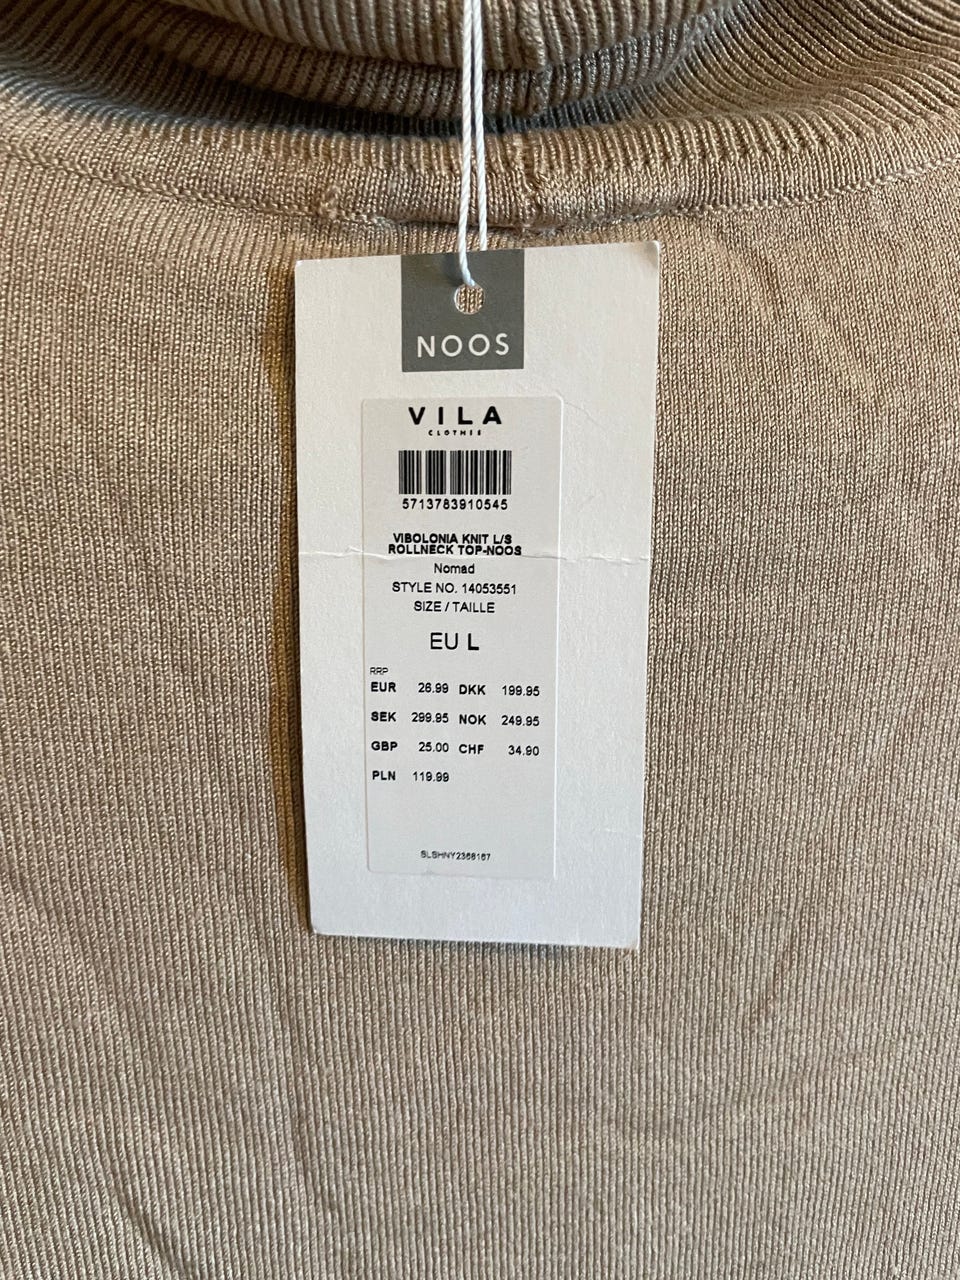 NOOS
VILA
CLOTHES
5713783910545
VIBOLONIA KNIT L/S
ROLLNECK TOP-NOOS
Nomad
STYLE NO. 14053551
SIZE / TAILLE
EU L
RRP
EUR 26.99 DKK 199.95
SEK 299.95 NOK 249.95
GBP 25.00 CHF 34.90
PLN 119.99
SLSHNY2368167